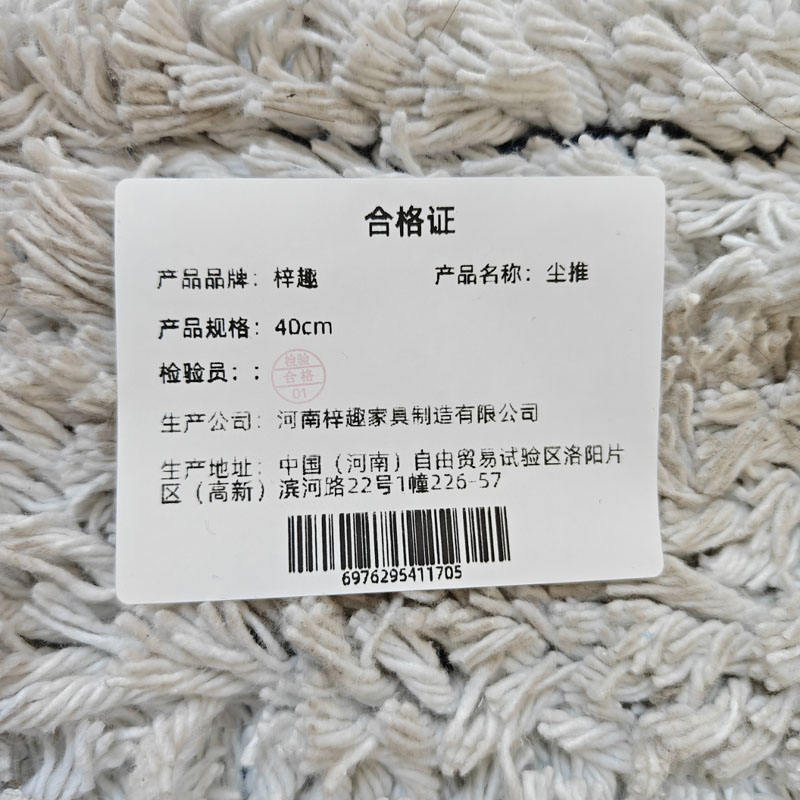 合格证
产品品牌：梓趣 产品名称：尘推
产品规格：40cm
检验员：：
检验
合格
01
生产公司：河南梓趣家具制造有限公司
生产地址：中国（河南）自由贸易试验区洛阳片
区（高新）滨河路22号1幢226-57
6976295411705